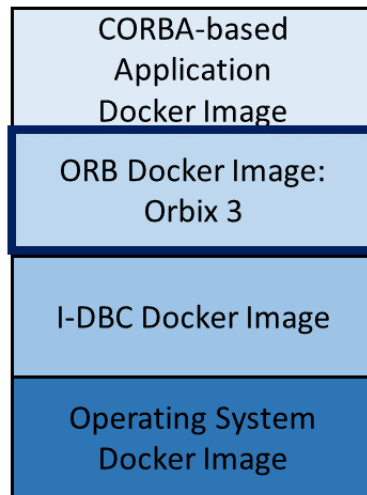 CORBA-based
Application
Docker Image
ORB Docker Image:
Orbix 3
I-DBC Docker Image
Operating System
Docker Image